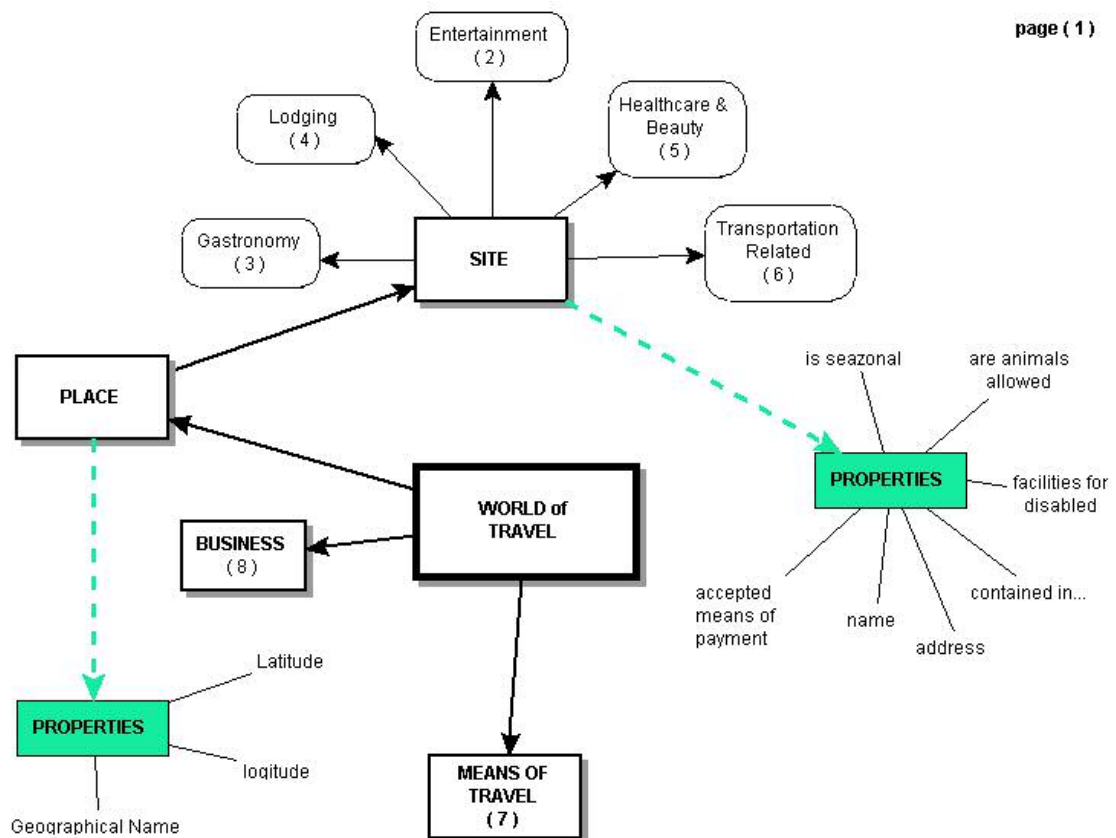 page ( 1 )
Entertainment
( 2 )
Lodging
( 4 )
Healthcare &
Beauty
( 5 )
Gastronomy
( 3 )
SITE
Transportation
Related
( 6 )
PLACE
is seazonal
are animals
allowed
PROPERTIES
facilities for
disabled
WORLD of
TRAVEL
BUSINESS
( 8 )
accepted
means of
payment
name
address
contained in...
Latitude
PROPERTIES
logitude
Geographical Name
MEANS OF
TRAVEL
( 7 )